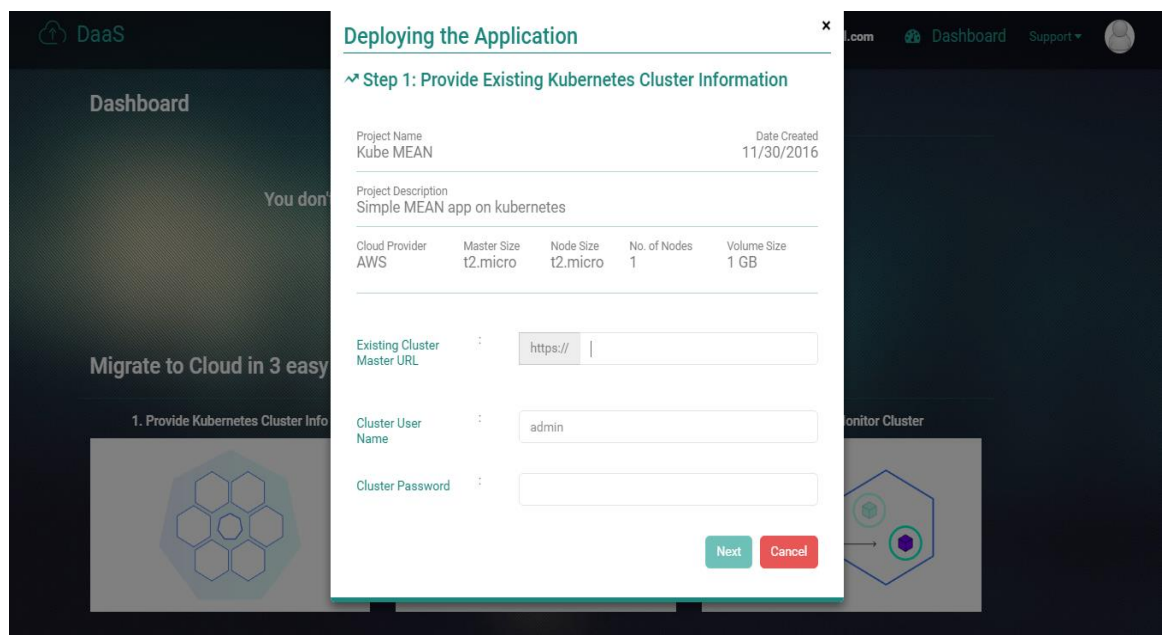 DaaS
l.com
Dashboard
Support
Dashboard
You don'
Migrate to Cloud in 3 easy
1. Provide Kubernetes Cluster Info
onitor Cluster
Deploying the Application
x
Step 1: Provide Existing Kubernetes Cluster Information
Project Name
Date Created
Kube MEAN
11/30/2016
Project Description
Simple MEAN app on kubernetes
Cloud Provider Master Size Node Size No. of Nodes Volume Size
AWS t2.micro t2.micro 1 1 GB
Existing Cluster : https://
Master URL
Cluster User : admin
Name
Cluster Password :
Next Cancel